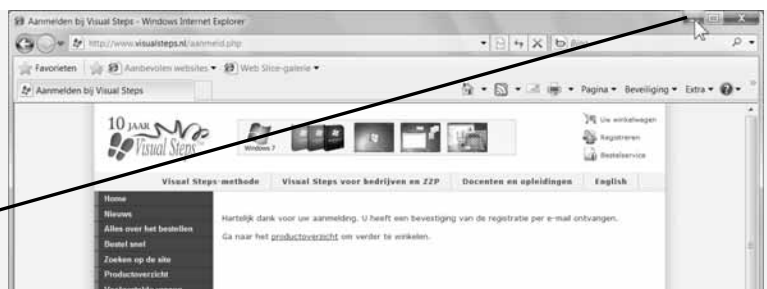 Aanmelden bij Visual Steps - Windows Internet Explorer
http://www.visualsteps.nl/aanmeld.php
Favorieten Aanbevolen websites Web Slice-galerie
Aanmelden bij Visual Steps Pagina Beveiliging Extra
10 JAAR
Visual Steps
Windows 7
Uw winkelwagen
Registreren
Bestelservice
Visual Steps-methode Visual Steps voor bedrijven en ZZP Docenten en opleidingen English
Home
Nieuws
Alles over het bestellen
Bestel snel
Zoeken op de site
Productoverzicht
Hartelijk dank voor uw aanmelding. U heeft een bevestiging van de registratie per e-mail ontvangen.
Ga naar het productoverzicht om verder te winkelen.